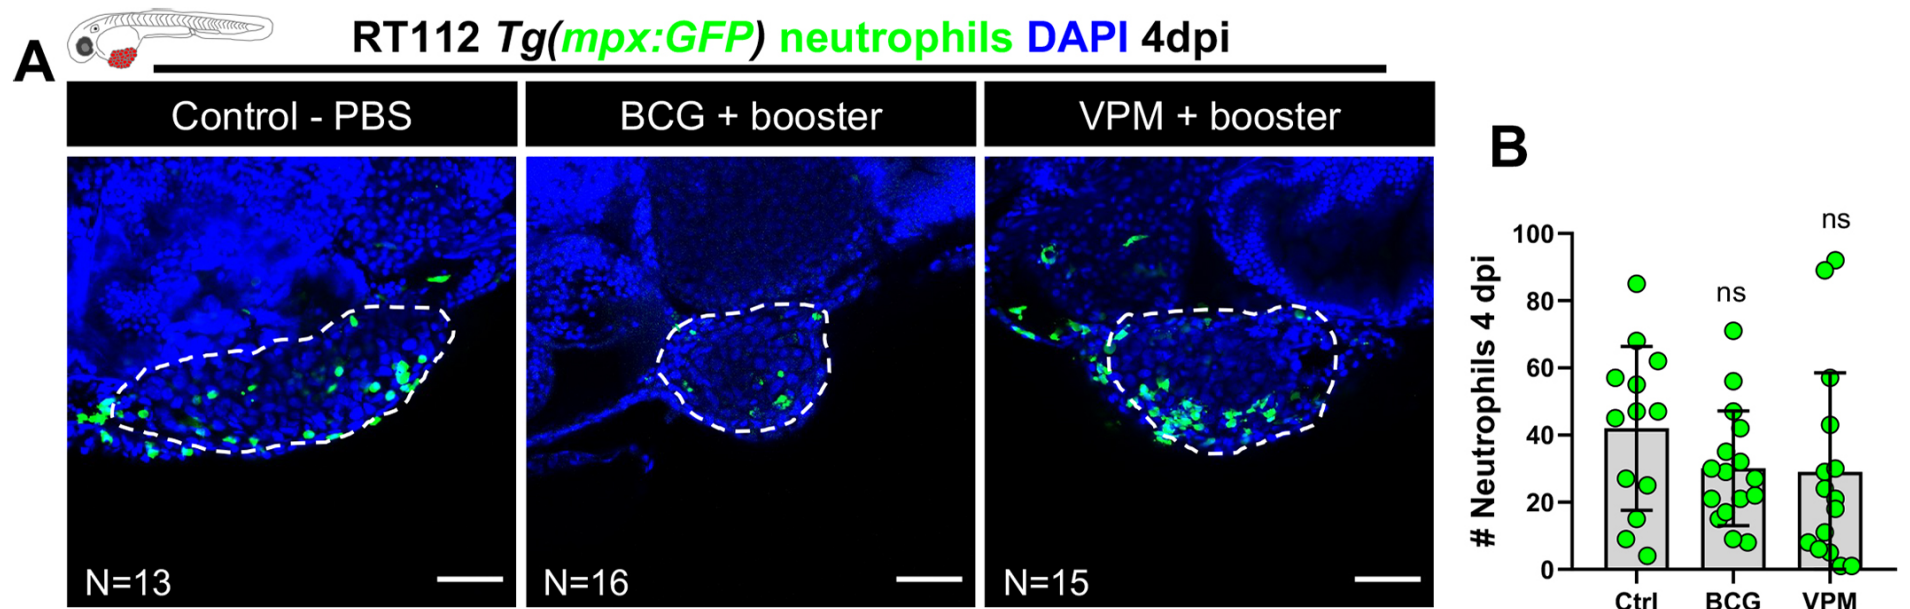 A
RT112 Tg(mpx:GFP) neutrophils DAPI 4dpi
Control - PBS
BCG + booster
VPM + booster
N=13
N=16
N=15
B
# Neutrophils 4 dpi
100
80
60
40
20
0
ns
ns
Ctrl
BCG
VPM